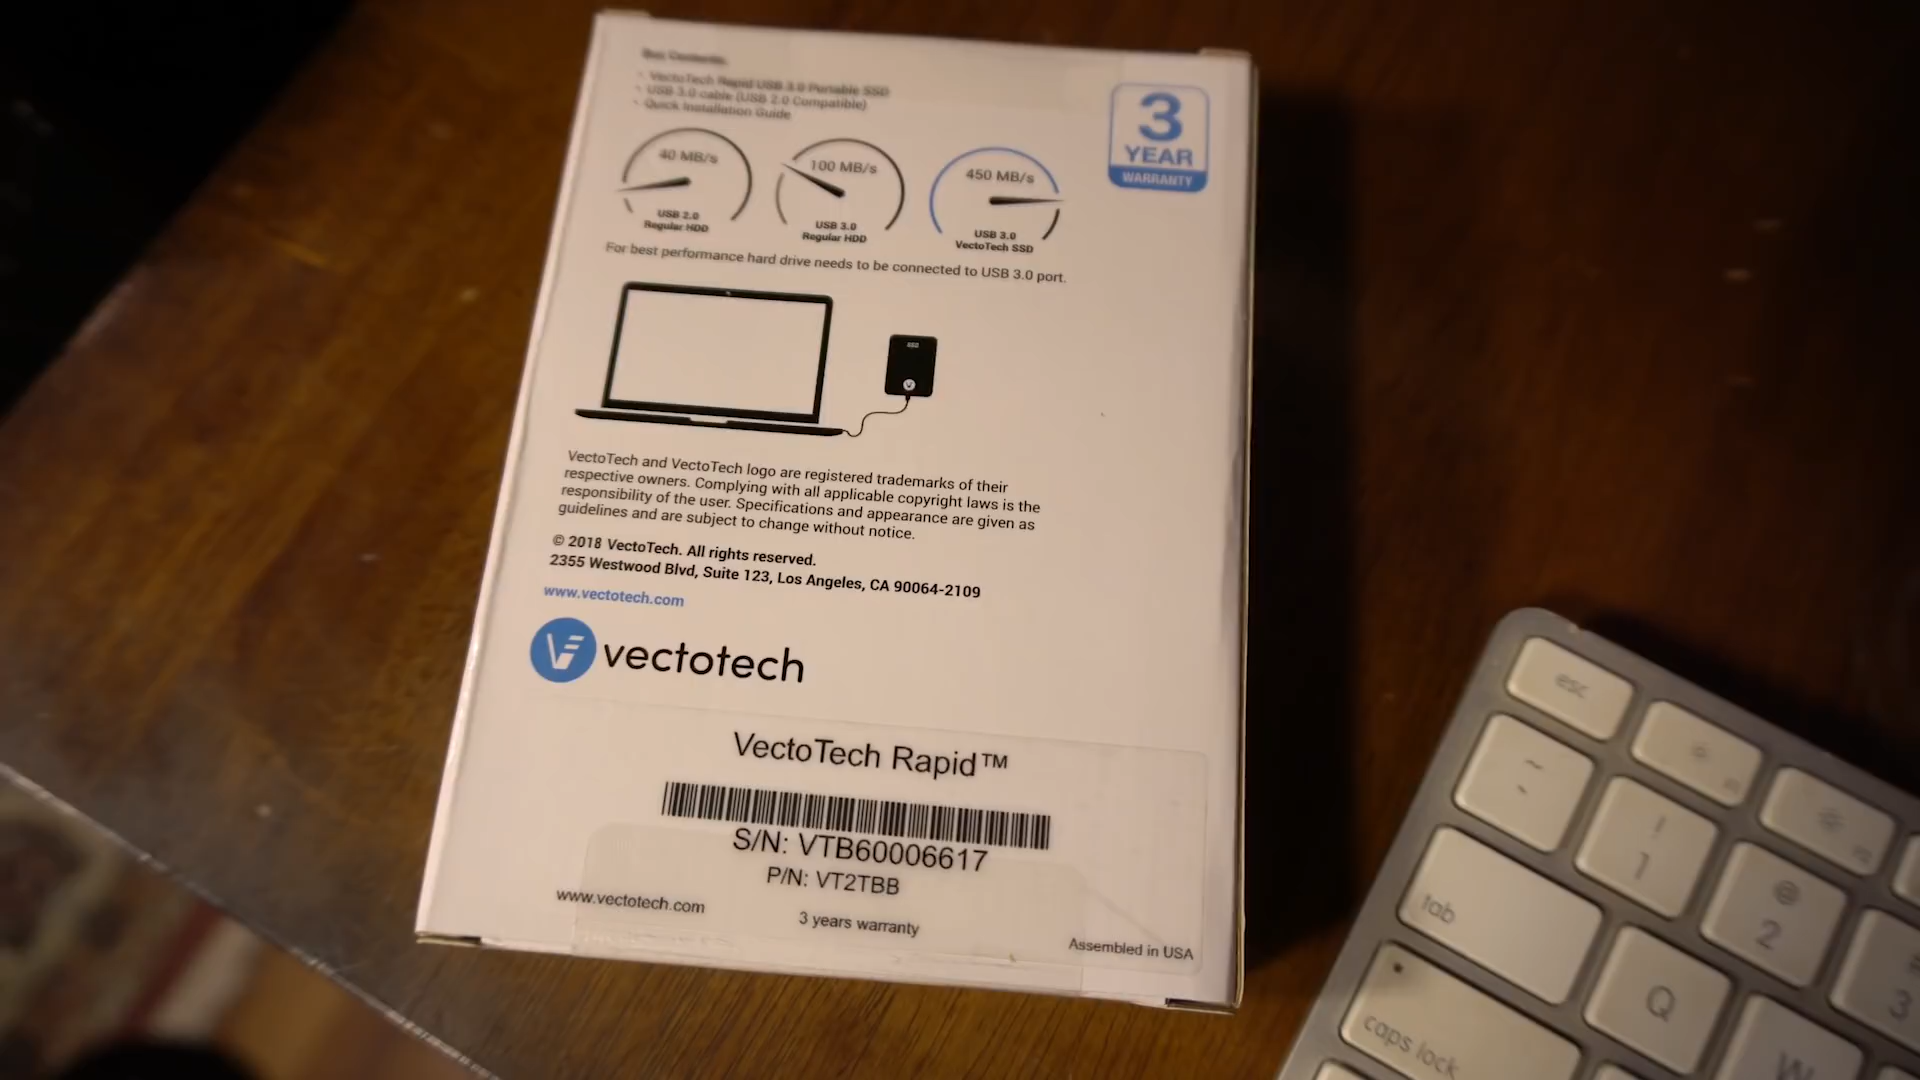 Box Contents:
· VectoTech Rapid USB 3.0 Portable SSD
· USB 3.0 cable (USB 2.0 Compatible)
· Quick Installation Guide
3
YEAR
WARRANTY
40 MB/s
USB 2.0
Regular HDD
100 MB/s
USB 3.0
Regular HDD
450 MB/s
USB 3.0
VectoTech SSD
For best performance hard drive needs to be connected to USB 3.0 port.
SSD
VectoTech and VectoTech logo are registered trademarks of their
respective owners. Complying with all applicable copyright laws is the
responsibility of the user. Specifications and appearance are given as
guidelines and are subject to change without notice.
© 2018 VectoTech. All rights reserved.
2355 Westwood Blvd, Suite 123, Los Angeles, CA 90064-2109
www.vectotech.com
vectotech
VectoTech Rapid™
S/N: VTB60006617
P/N: VT2TBB
www.vectotech.com
3 years warranty
Assembled in USA
esc
~
!
1
@
2
3
tab
Q
W
caps lock